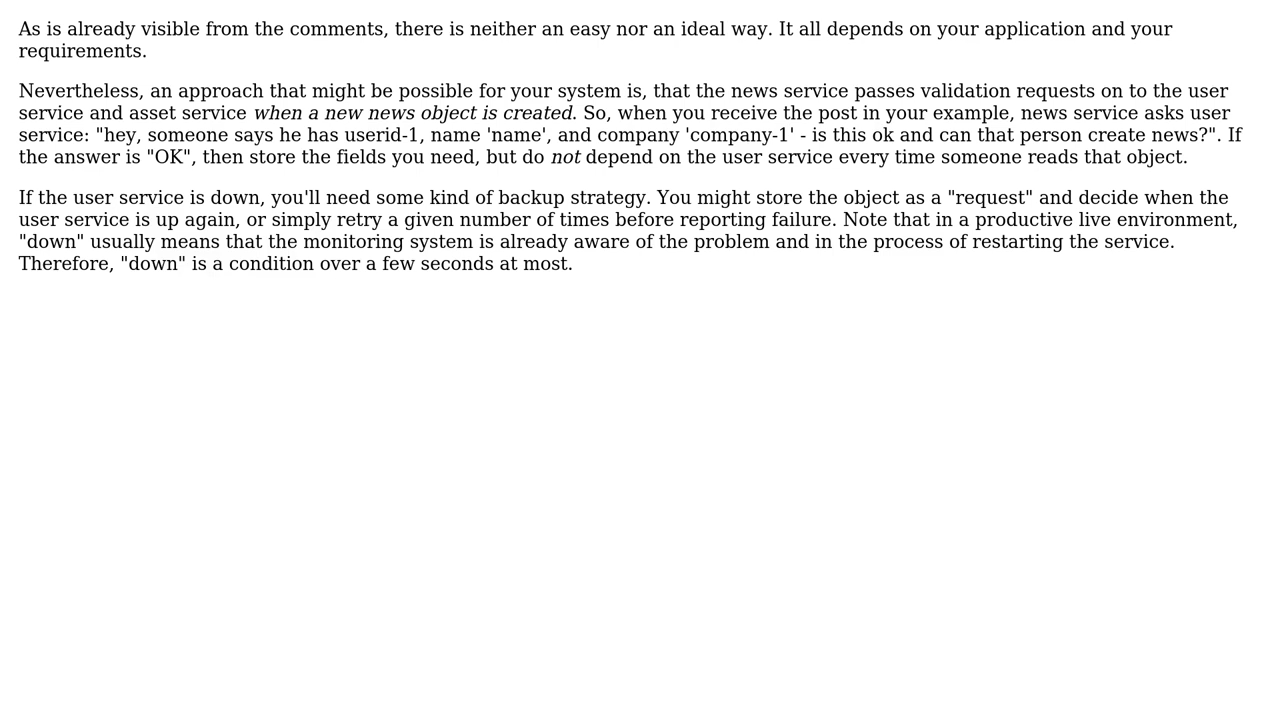 As is already visible from the comments, there is neither an easy nor an ideal way. It all depends on your application and your
requirements.
Nevertheless, an approach that might be possible for your system is, that the news service passes validation requests on to the user
service and asset service when a new news object is created. So, when you receive the post in your example, news service asks user
service: "hey, someone says he has userid-1, name 'name', and company 'company-1' - is this ok and can that person create news?". If
the answer is "OK", then store the fields you need, but do not depend on the user service every time someone reads that object.
If the user service is down, you'll need some kind of backup strategy. You might store the object as a "request" and decide when the
user service is up again, or simply retry a given number of times before reporting failure. Note that in a productive live environment,
"down" usually means that the monitoring system is already aware of the problem and in the process of restarting the service.
Therefore, "down" is a condition over a few seconds at most.